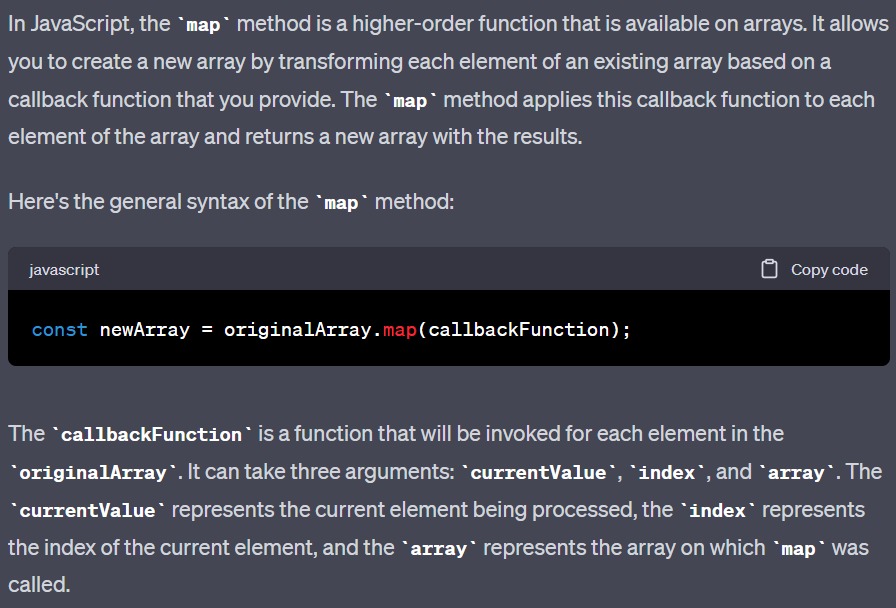 In JavaScript, the `map` method is a higher-order function that is available on arrays. It allows
you to create a new array by transforming each element of an existing array based on a
callback function that you provide. The `map` method applies this callback function to each
element of the array and returns a new array with the results.
Here's the general syntax of the `map` method:
javascript
Copy code
const newArray = originalArray.map(callbackFunction);
The `callbackFunction` is a function that will be invoked for each element in the
`originalArray`. It can take three arguments: `currentValue`, `index`, and `array`. The
`currentValue` represents the current element being processed, the `index` represents
the index of the current element, and the `array` represents the array on which `map` was
called.